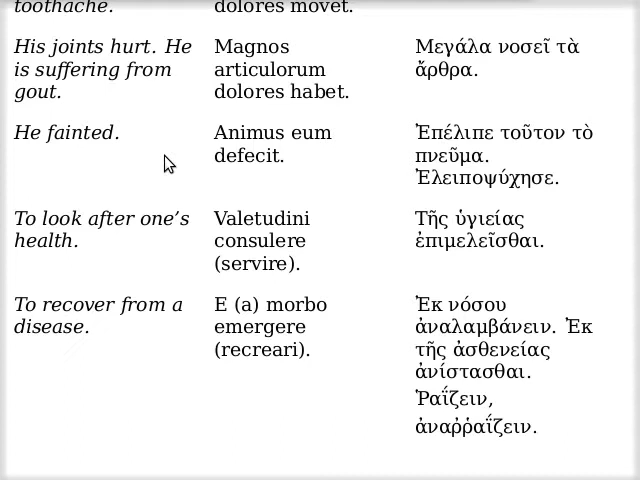 toothache.
dolores movet.
His joints hurt. He
is suffering from
gout.
Magnos
articulorum
dolores habet.
Μεγάλα νοσεῖ τὰ
ἄρθρα.
He fainted.
Animus eum
defecit.
Ἐπέλιπε τοῦτον τὸ
πνεῦμα.
Ἐλειποψύχησε.
To look after one’s
health.
Valetudini
consulere
(servire).
Τῆς ὑγιείας
ἐπιμελεῖσθαι.
To recover from a
disease.
E (a) morbo
emergere
(recreari).
Ἐκ νόσου
ἀναλαμβάνειν. Ἐκ
τῆς ἀσθενείας
ἀνίστασθαι.
Ῥαΐζειν,
ἀναῤῥαΐζειν.